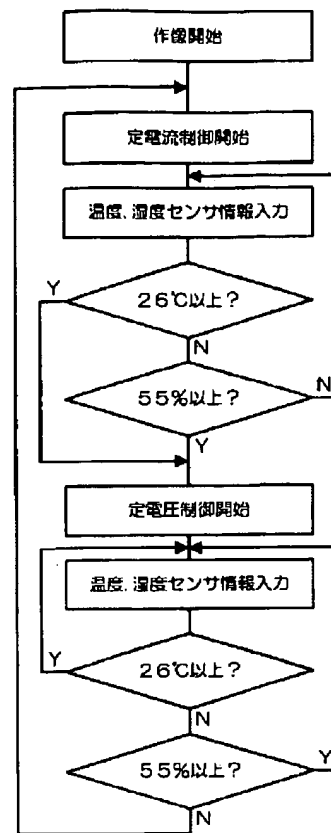 作像開始
定電流制御開始
温度、湿度センサ情報入力
26℃以上?
Y
N
55%以上?
N
Y
定電圧制御開始
温度、湿度センサ情報入力
26℃以上?
Y
N
55%以上?
Y
N